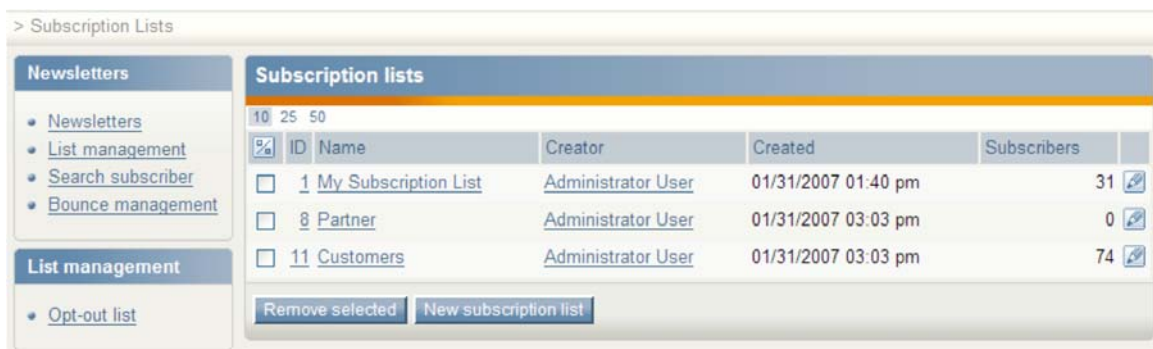 > Subscription Lists
Newsletters
Newsletters
List management
Search subscriber
Bounce management
List management
Opt-out list
Subscription lists
10 25 50
ID Name Creator Created Subscribers
1 My Subscription List Administrator User 01/31/2007 01:40 pm 31
8 Partner Administrator User 01/31/2007 03:03 pm 0
11 Customers Administrator User 01/31/2007 03:03 pm 74
Remove selected New subscription list